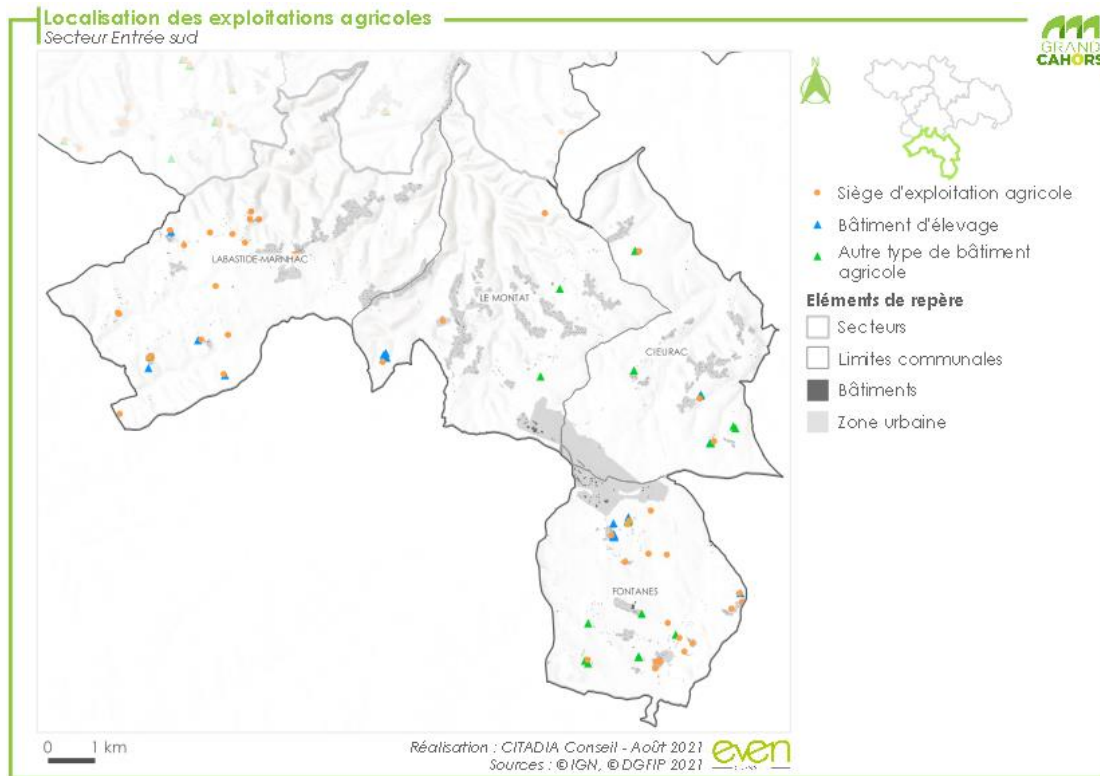 Localisation des exploitations agricoles
Secteur Entrée sud
GRAND
CAHORS
N
Siège d'exploitation agricole
Bâtiment d'élevage
Autre type de bâtiment
agricole
Eléments de repère
Secteurs
Limites communales
Bâtiments
Zone urbaine
LABASTIDE-MARNHAC
LE MONTAT
CIEURAC
FONTANES
0 1 km
Réalisation : CITADIA Conseil - Août 2021
Sources : © IGN, © DGFIP 2021
even